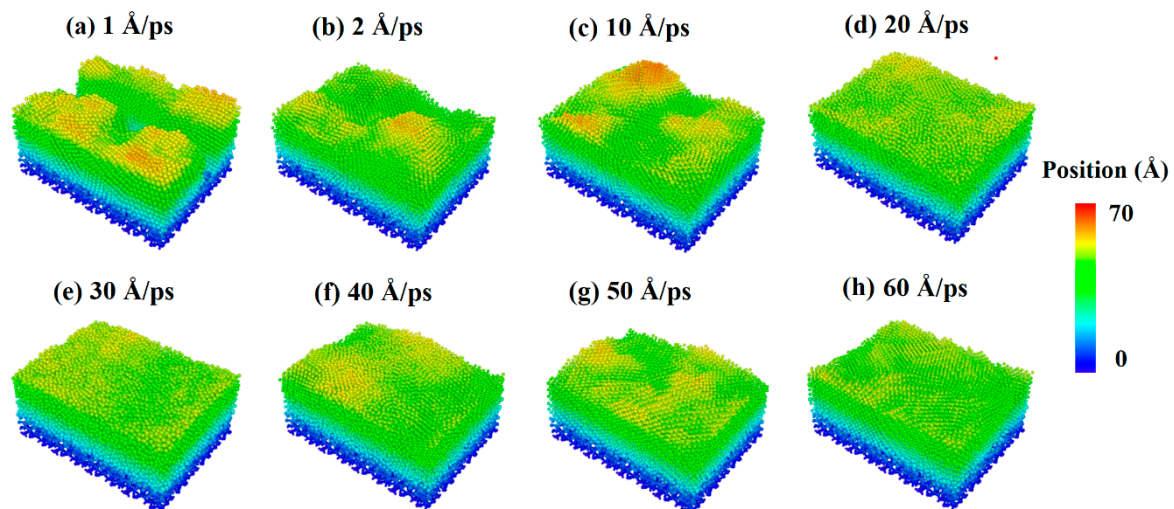 (a) 1 Å/ps
(b) 2 Å/ps
(c) 10 Å/ps
(d) 20 Å/ps
Position (Å)
70
0
(e) 30 Å/ps
(f) 40 Å/ps
(g) 50 Å/ps
(h) 60 Å/ps